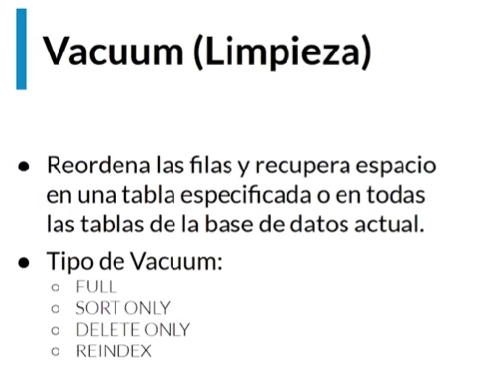 Vacuum (Limpieza)
● Reordena las filas y recupera espacio
en una tabla especificada o en todas
las tablas de la base de datos actual.
● Tipo de Vacuum:
○ FULL
○ SORT ONLY
○ DELETE ONLY
○ REINDEX